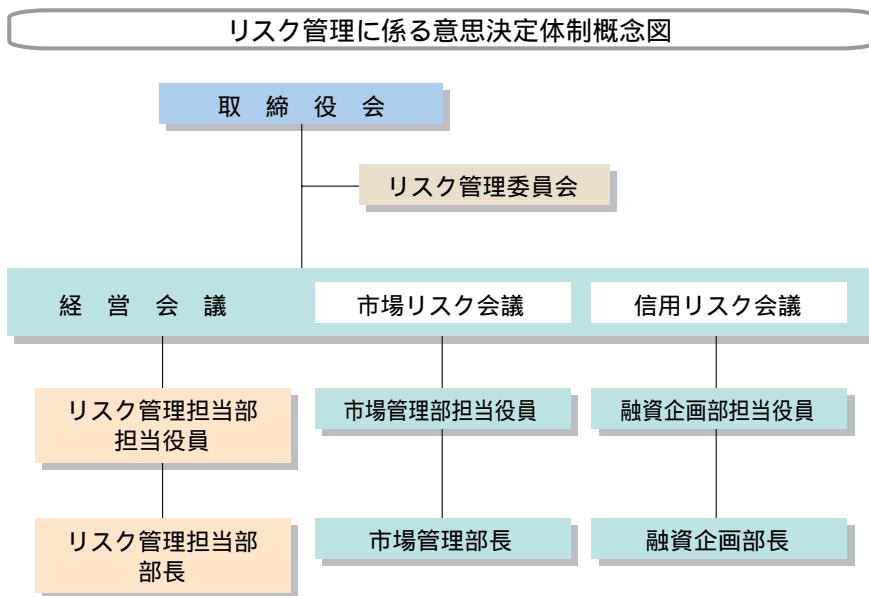 リスク管理に係る意思決定体制概念図
取締役会
リスク管理委員会
経営会議
市場リスク会議
信用リスク会議
リスク管理担当部
担当役員
市場管理部担当役員
融資企画部担当役員
リスク管理担当部
部長
市場管理部長
融資企画部長